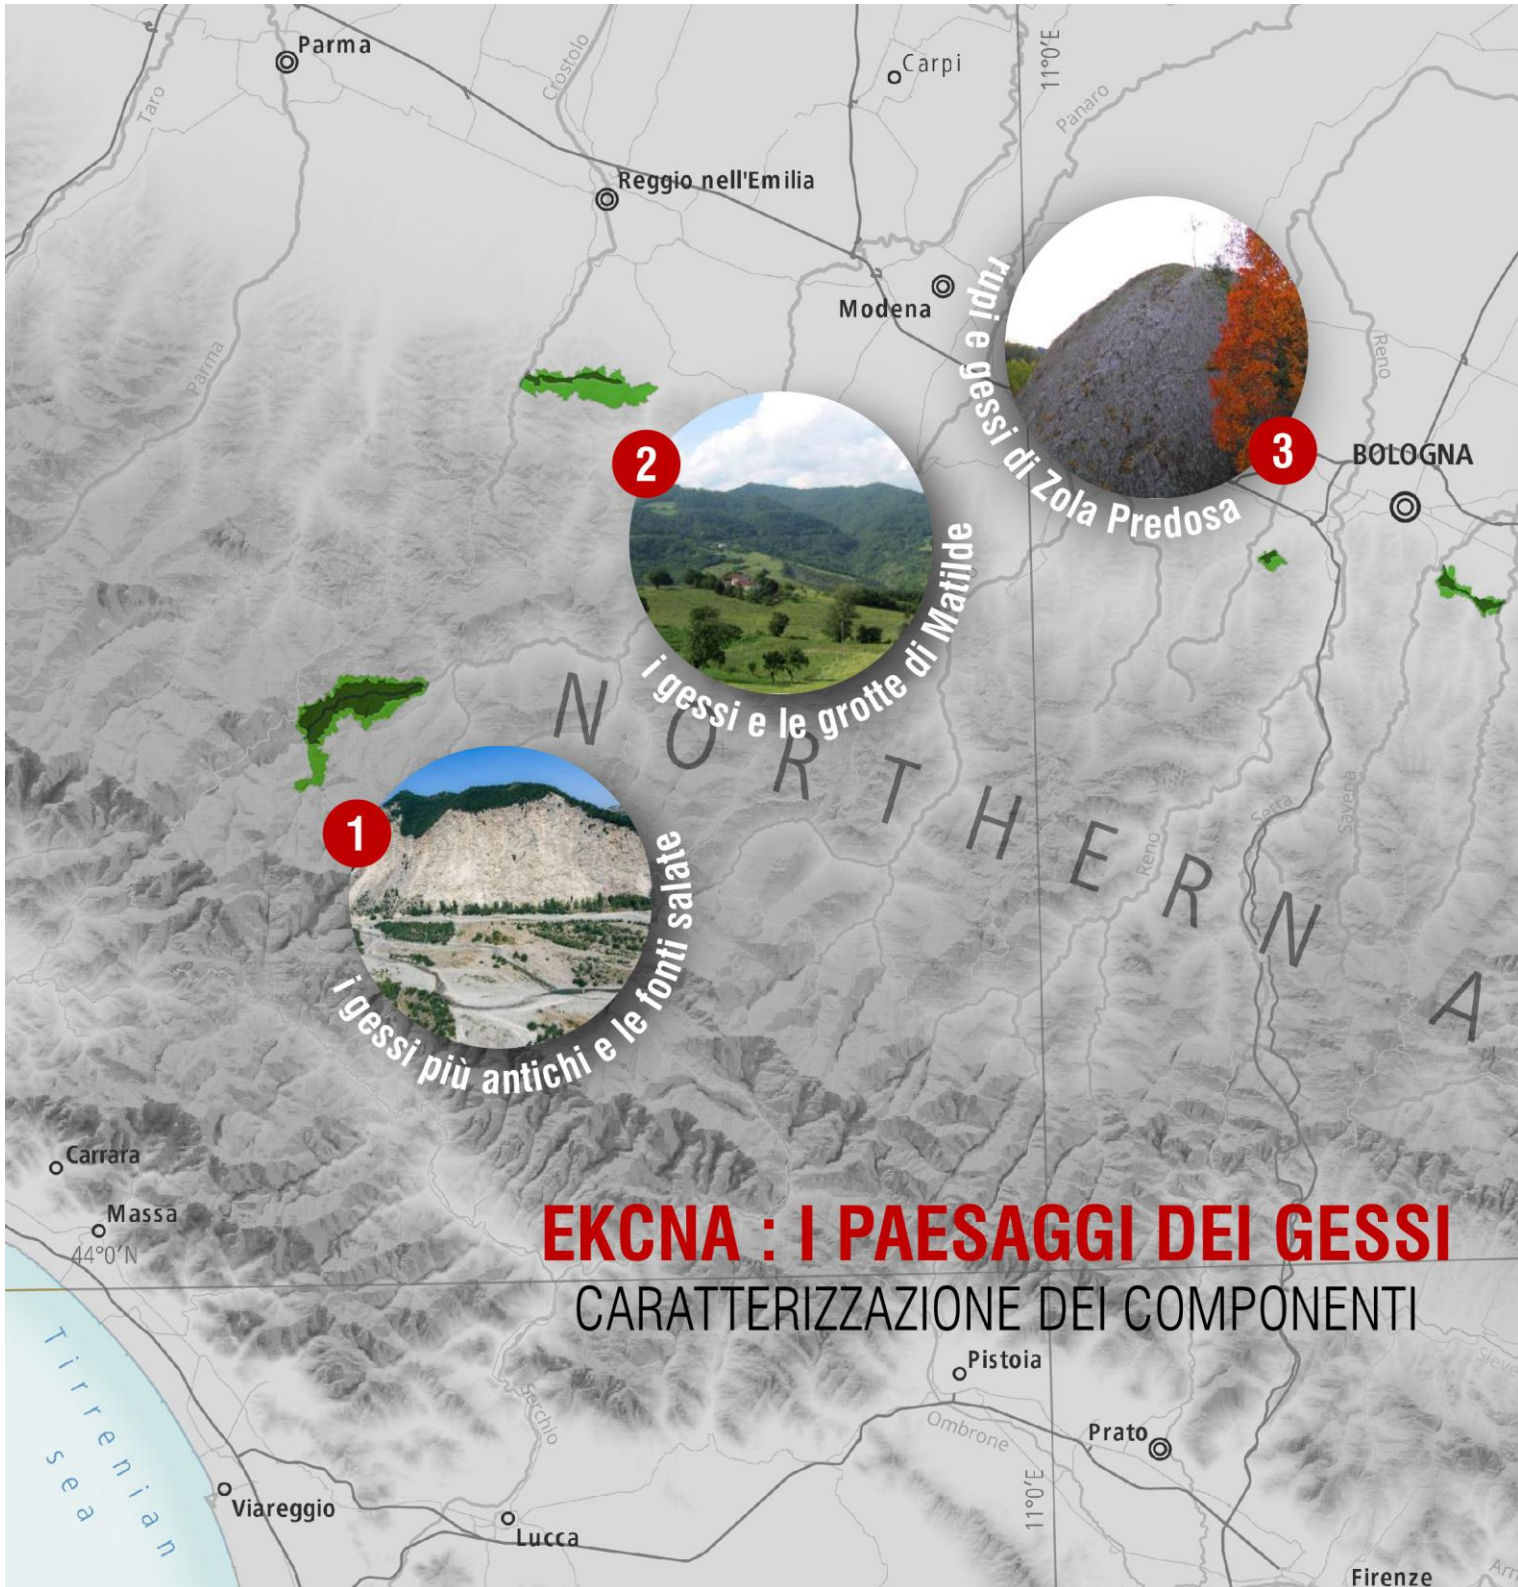 Parma
Crostolo
Carpi
11°0'E
Taro
Panaro
Reggio nell'Emilia
Modena
rupi e gessi di Zola Predosa
3
Reno
Parma
BOLOGNA
2
i gessi e le grotte di Matilde
NORTHERN A
1
i gessi più antichi e le fonti salate
Reno
Setta
Savena
Carrara
Massa
44°0'N
EKCNA : I PAESAGGI DEI GESSI
CARATTERIZZAZIONE DEI COMPONENTI
Tirrenian
sea
Pistoia
Sieve
Serchio
Ombrone
Prato
11°0'E
Viareggio
Lucca
Firenze